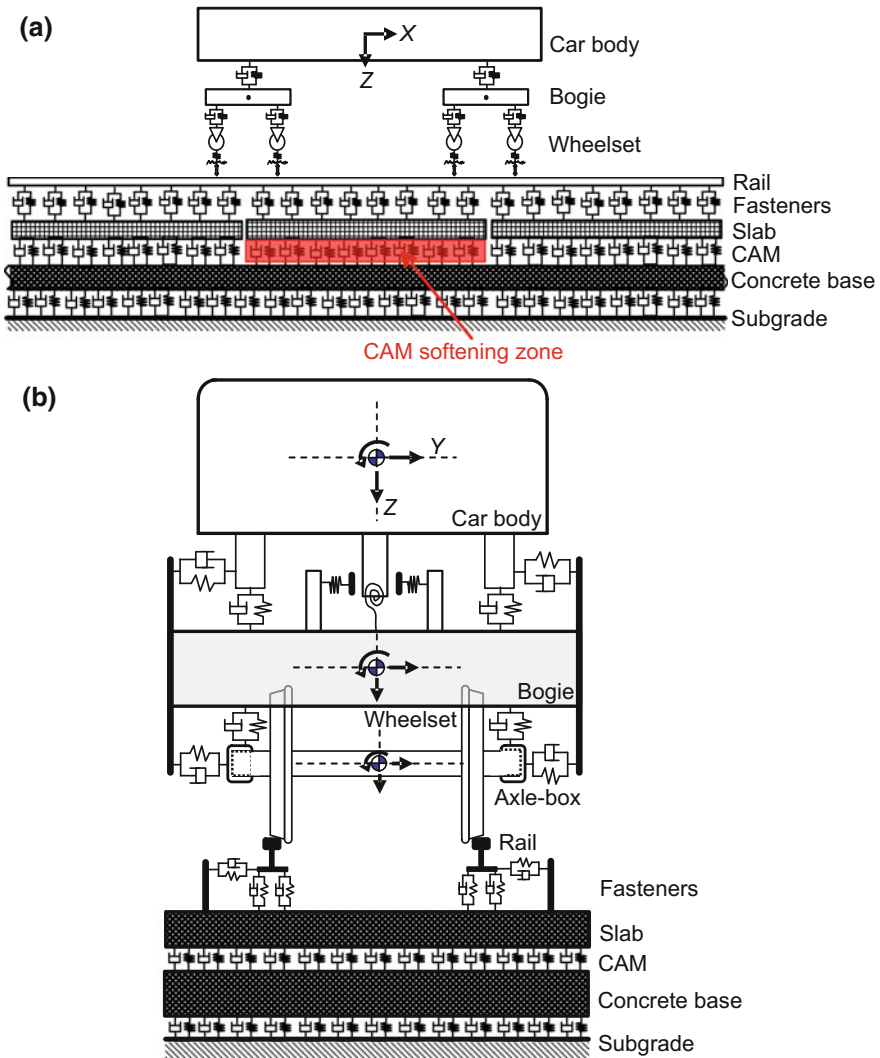 (a)
X
Z
Car body
Bogie
Wheelset
Rail
Fasteners
Slab
CAM
Concrete base
Subgrade
CAM softening zone
(b)
Y
Z
Car body
Bogie
Wheelset
Axle-box
Rail
Fasteners
Slab
CAM
Concrete base
Subgrade